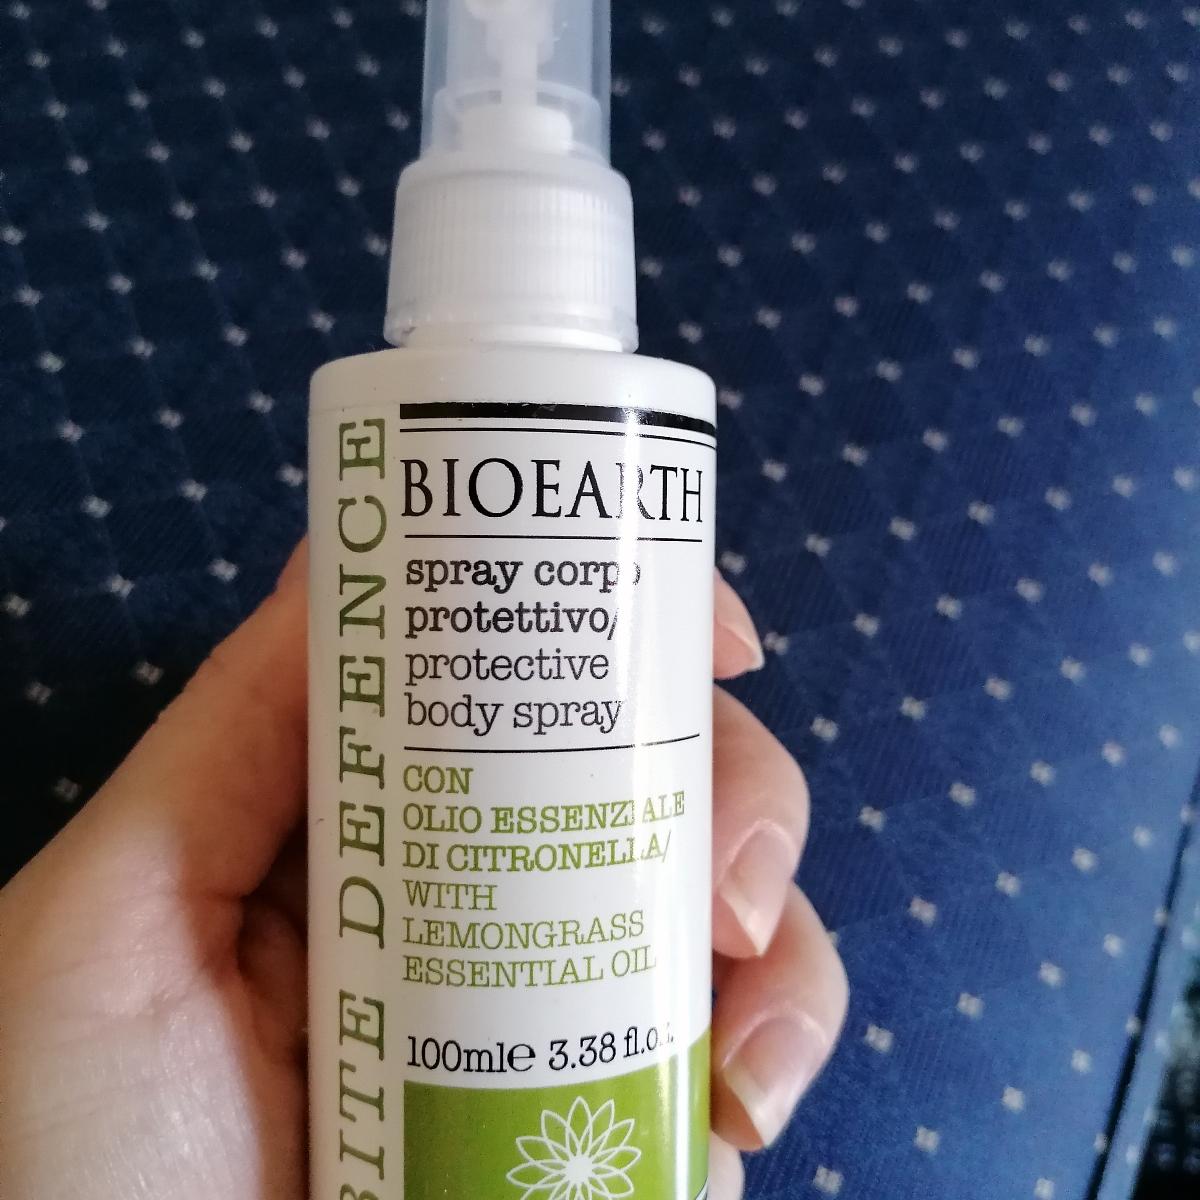 BITE DEFENCE
BIOEARTH
spray corpo
protettivo/
protective
body spray
CON
OLIO ESSENZIALE
DI CITRONELLA/
WITH
LEMONGRASS
ESSENTIAL OIL
100ml℮ 3.38 fl.oz.